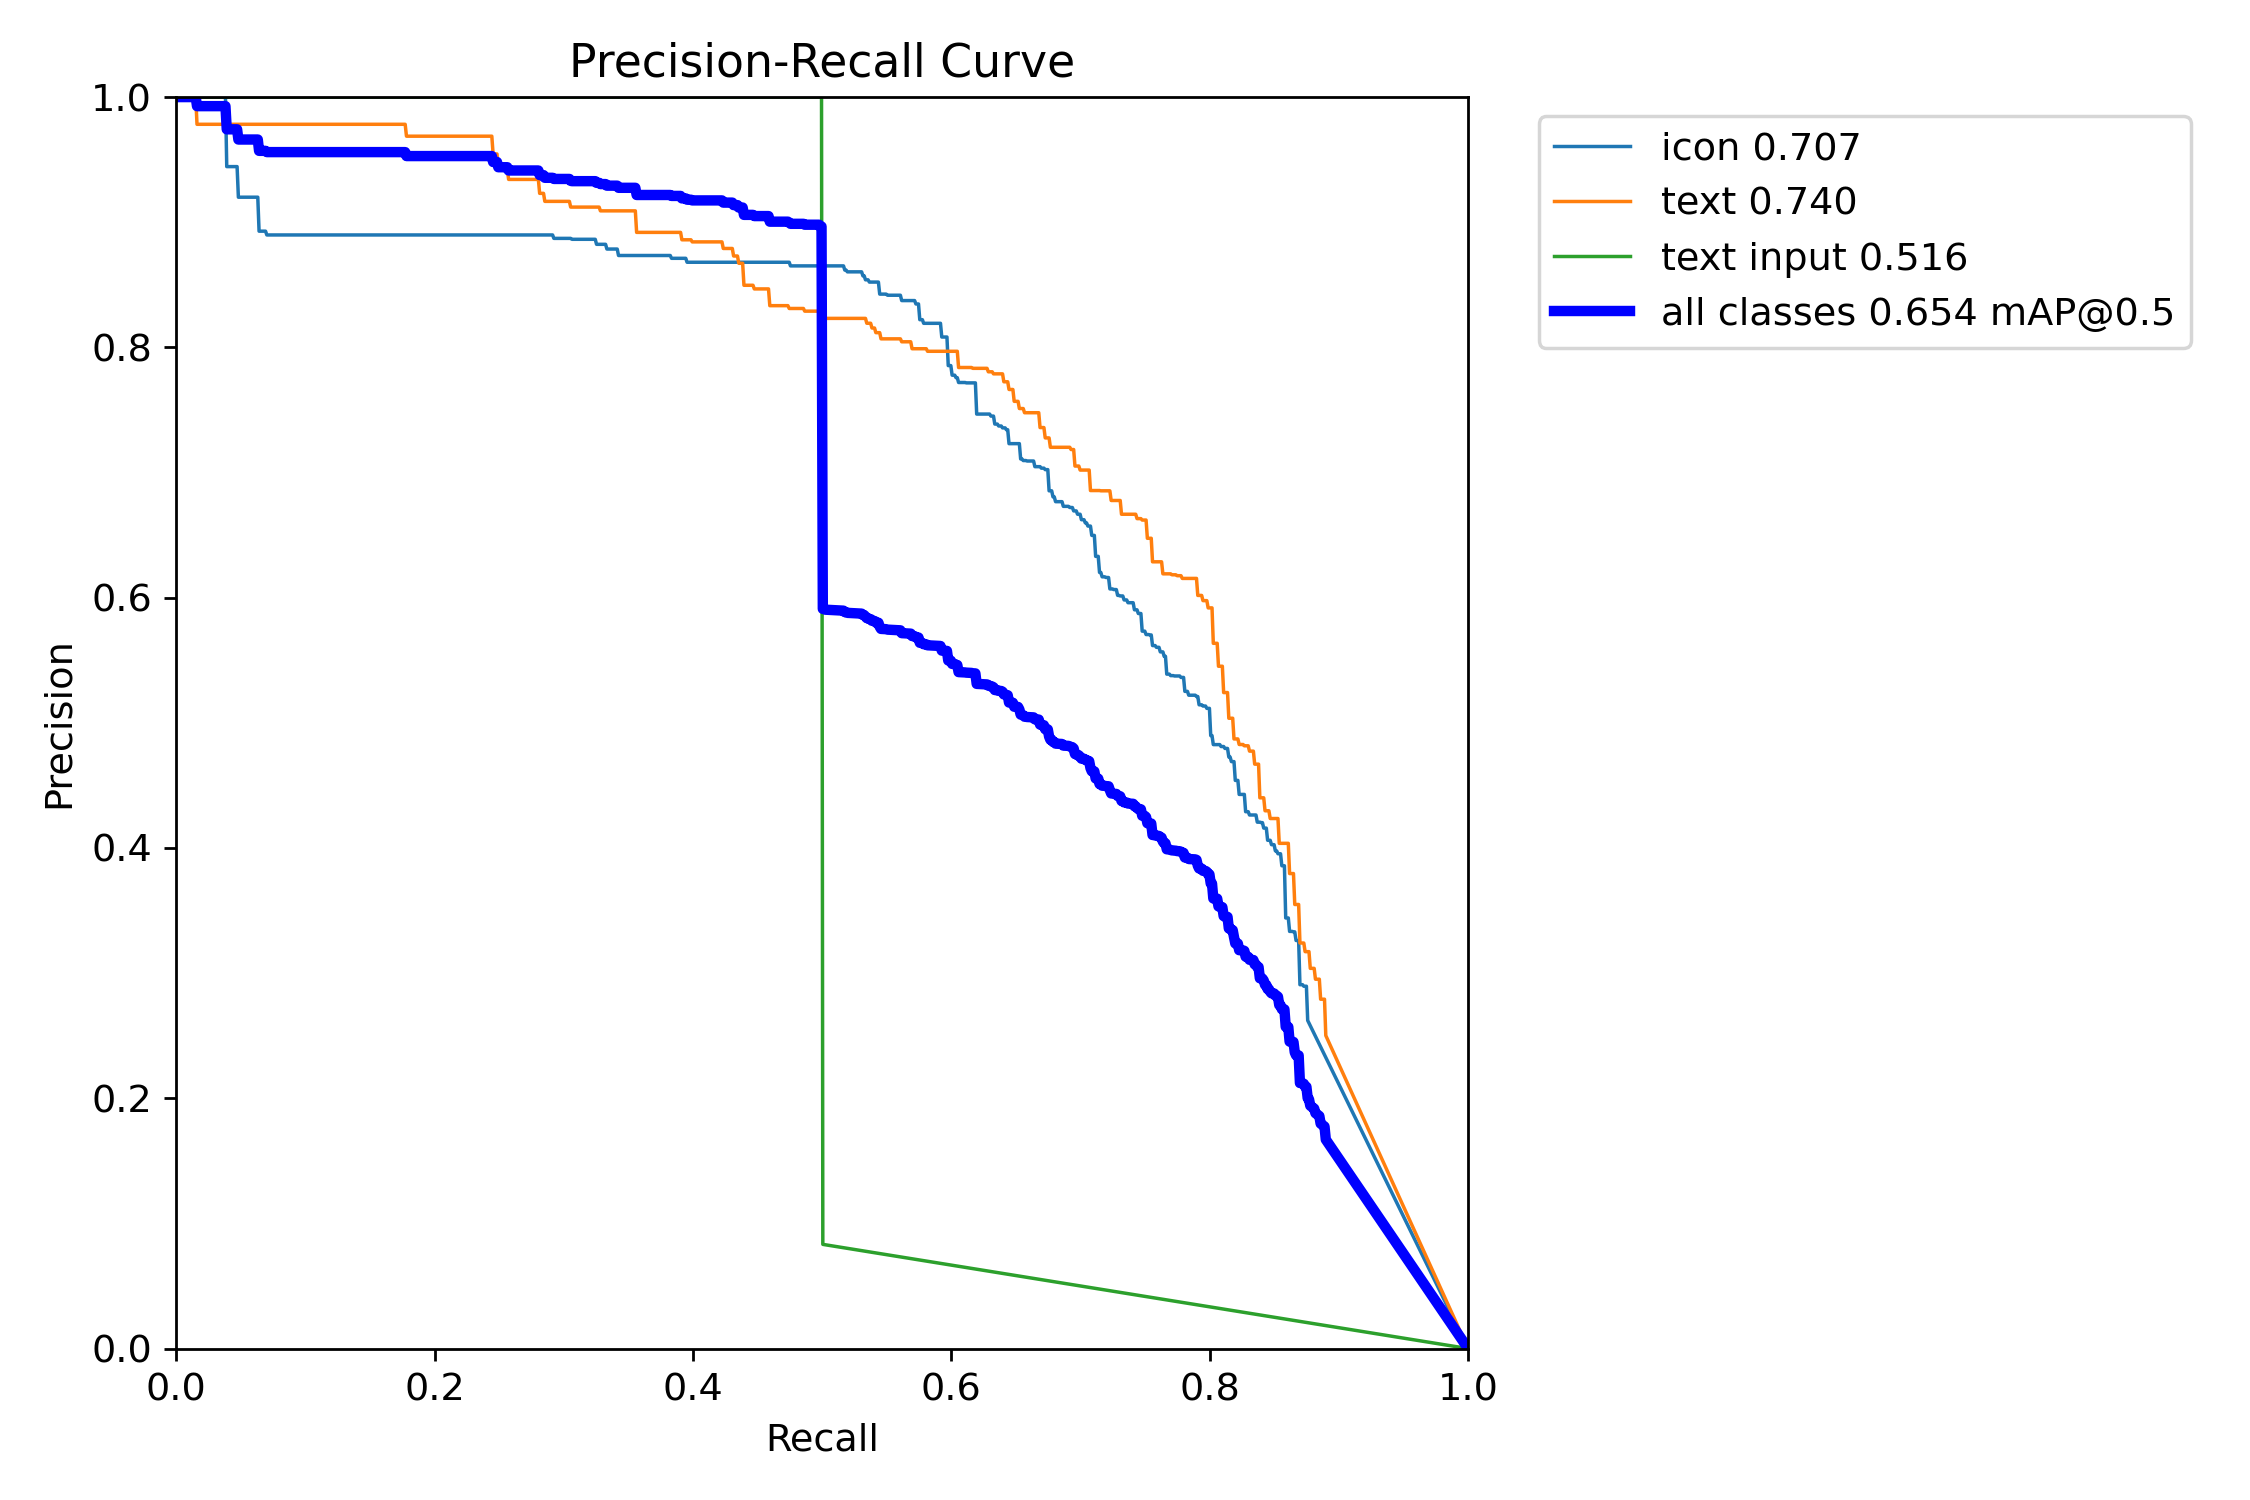 Precision-Recall Curve
1.0
0.8
0.6
0.4
0.2
0.0
Precision
0.0 0.2 0.4 0.6 0.8 1.0
Recall
icon 0.707
text 0.740
text input 0.516
all classes 0.654 mAP@0.5